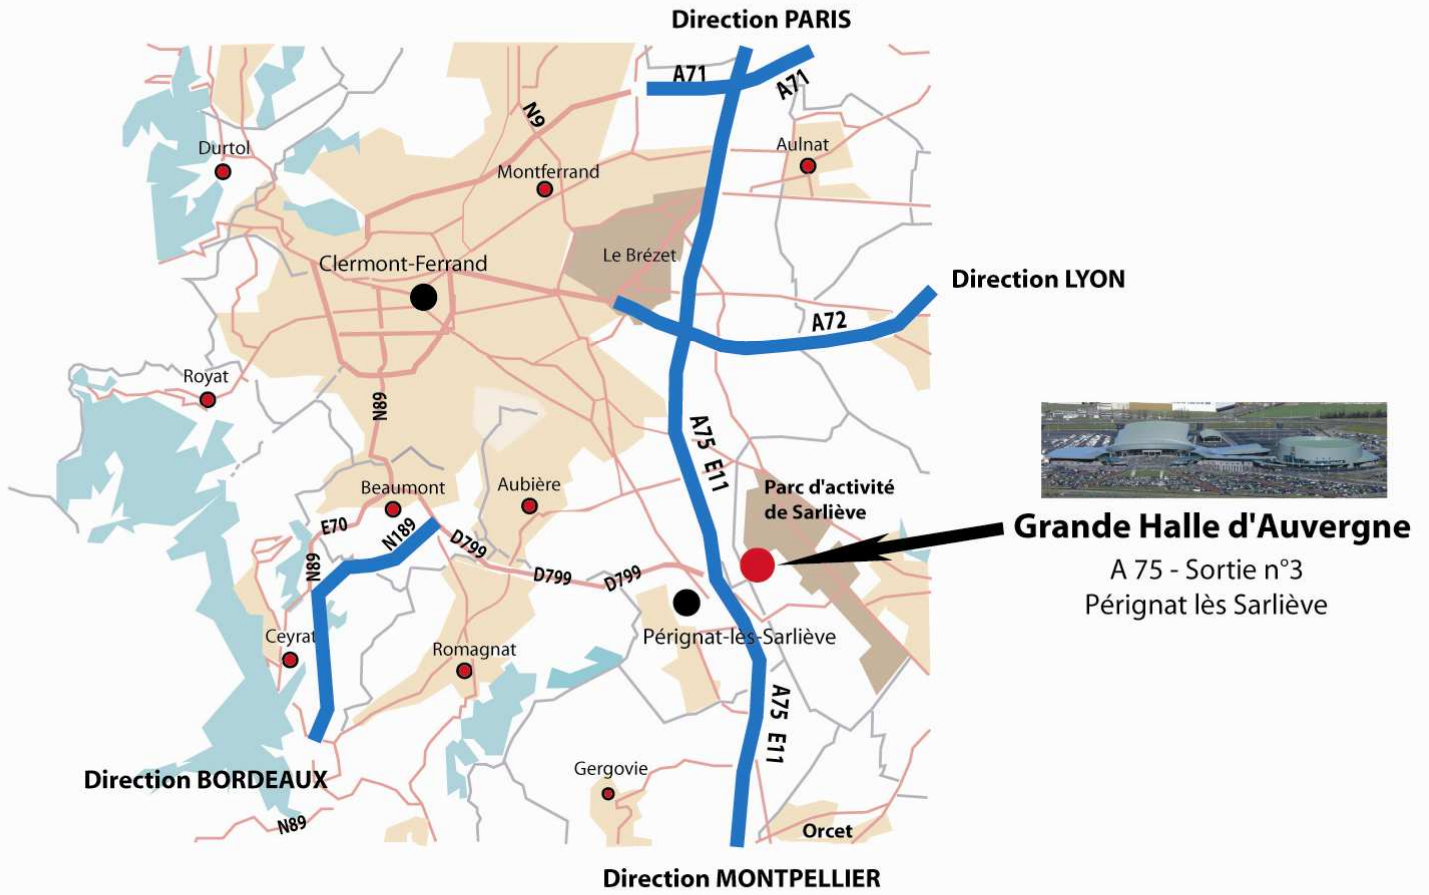 Direction PARIS
A71
A71
N9
Durtol
Aulnat
Montferrand
Le Brézet
Clermont-Ferrand
Direction LYON
A72
Royat
N89
A75 E11
Beaumont
Aubière
Parc d'activité
de Sarliève
Grande Halle d'Auvergne
A 75 - Sortie n°3
Pérignat lès Sarliève
E70
N189
D799
N89
D799
D799
Ceyrat
Romagnat
Pérignat-lès-Sarliève
A75 E11
Direction BORDEAUX
Gergovie
N89
Orcet
Direction MONTPELLIER